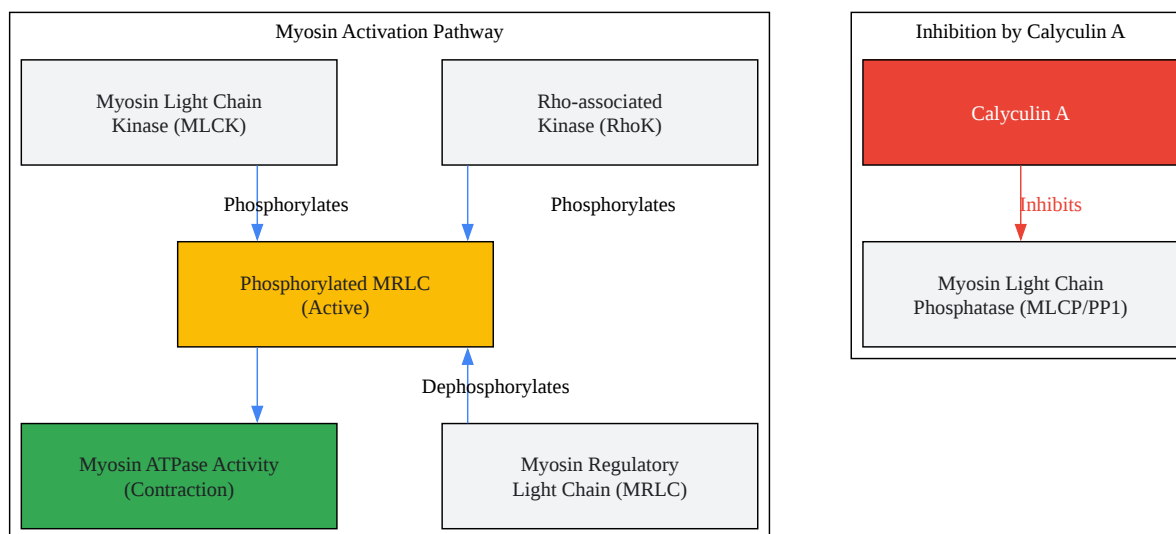 Myosin Activation Pathway
Myosin Light Chain
Kinase (MLCK)
Rho-associated
Kinase (RhoK)
Phosphorylates
Phosphorylates
Phosphorylated MRLC
(Active)
Dephosphorylates
Myosin ATPase Activity
(Contraction)
Myosin Regulatory
Light Chain (MRLC)
Inhibition by Calyculin A
Calyculin A
Inhibits
Myosin Light Chain
Phosphatase (MLCP/PP1)